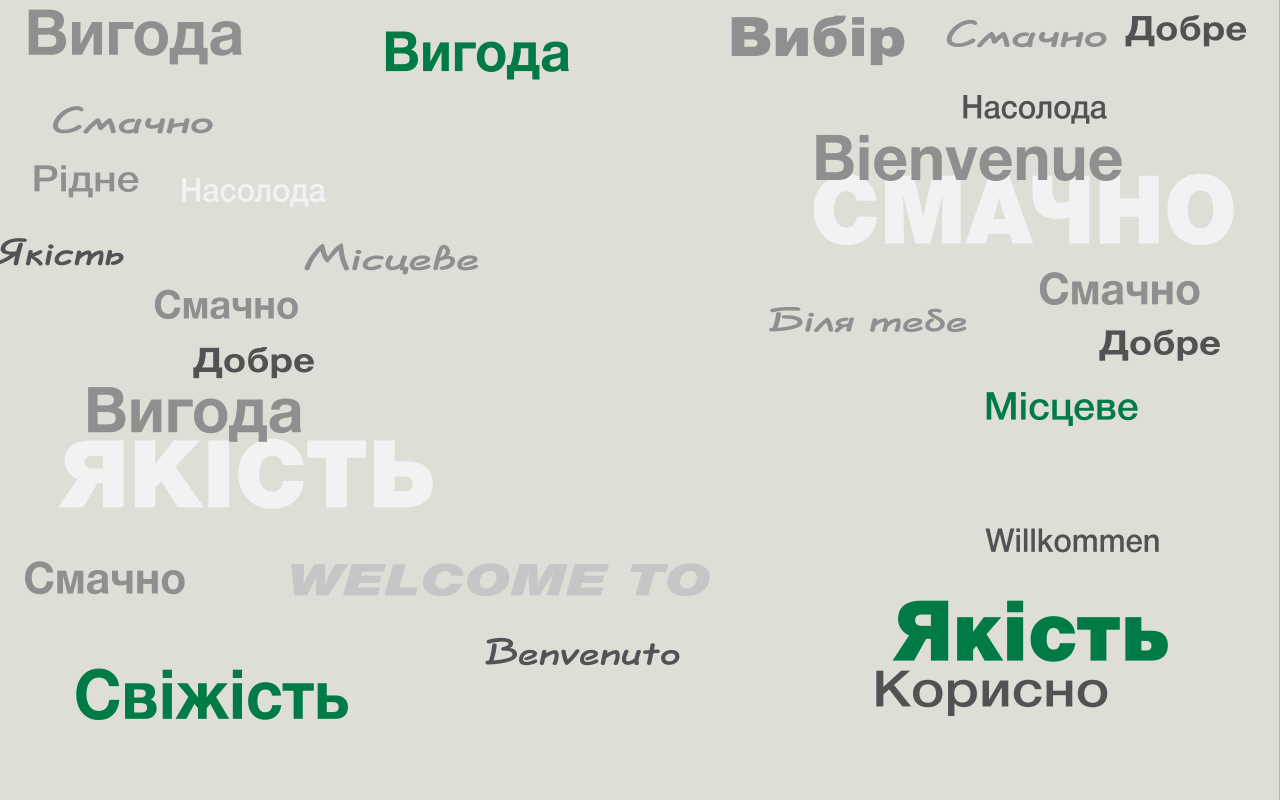 Вигода
Вигода
Вибір
Смачно
Добре
Смачно
Насолода
Bienvenue
Рідне
Насолода
СМАЧНО
Якість
Місцеве
Смачно
Смачно
Біля тебе
Добре
Добре
Вигода
Місцеве
ЯКІСТЬ
Willkommen
Смачно
WELCOME TO
Якість
Benvenuto
Свіжість
Корисно